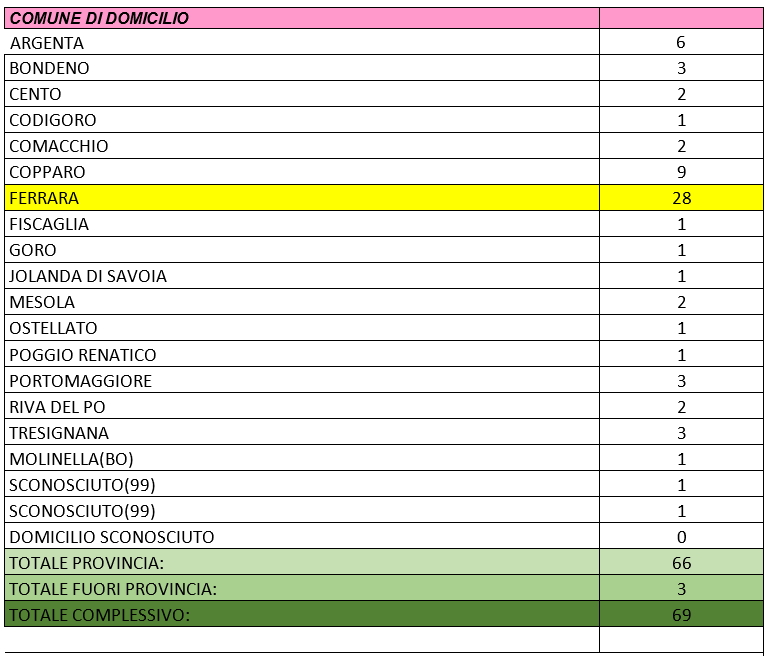 COMUNE DI DOMICILIO
ARGENTA 6
BONDENO 3
CENTO 2
CODIGORO 1
COMACCHIO 2
COPPARO 9
FERRARA 28
FISCAGLIA 1
GORO 1
JOLANDA DI SAVOIA 1
MESOLA 2
OSTELLATO 1
POGGIO RENATICO 1
PORTOMAGGIORE 3
RIVA DEL PO 2
TRESIGNANA 3
MOLINELLA(BO) 1
SCONOSCIUTO(99) 1
SCONOSCIUTO(99) 1
DOMICILIO SCONOSCIUTO 0
TOTALE PROVINCIA: 66
TOTALE FUORI PROVINCIA: 3
TOTALE COMPLESSIVO: 69